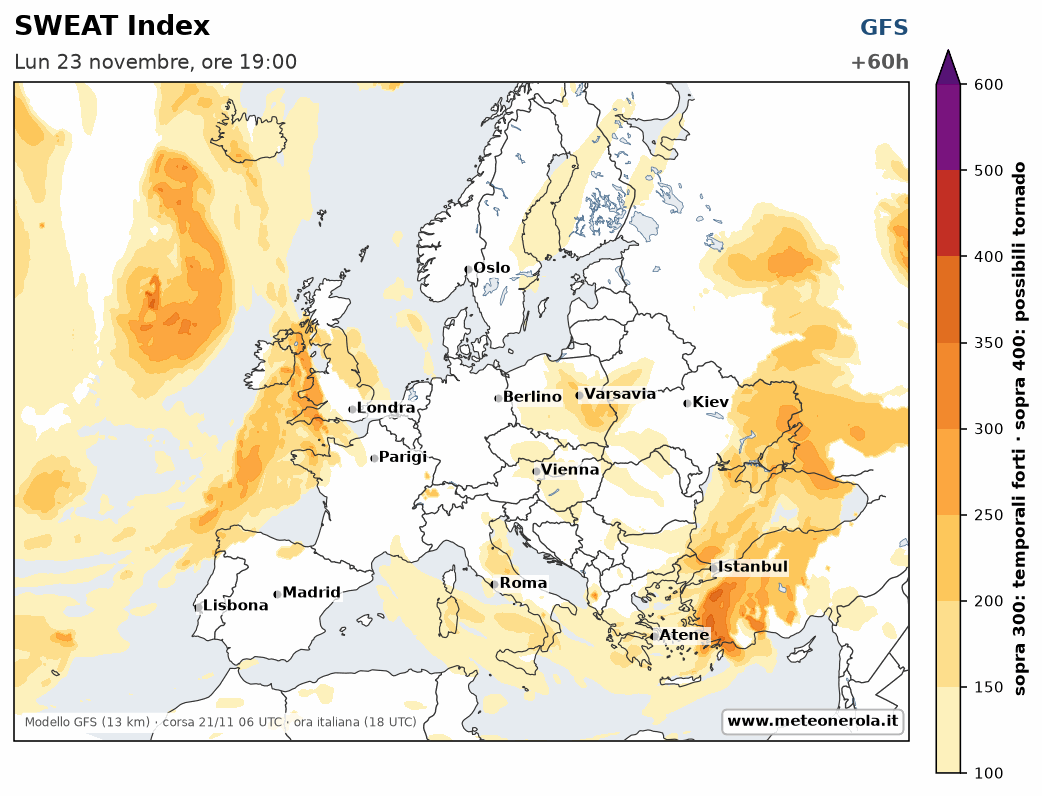 SWEAT Index
GFS
Lun 23 novembre, ore 19:00
+60h
600
500
400
350
300
250
200
150
100
sopra 300: temporali forti · sopra 400: possibili tornado
Oslo
Berlino
Varsavia
Kiev
Londra
Parigi
Vienna
Istanbul
Roma
Madrid
Lisbona
Atene
Modello GFS (13 km) · corsa 21/11 06 UTC · ora italiana (18 UTC)
www.meteonerola.it